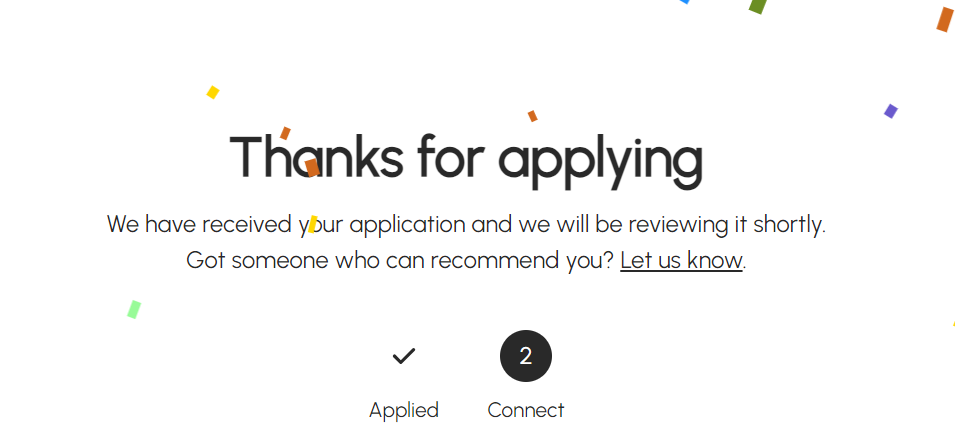 Thanks for applying
We have received your application and we will be reviewing it shortly.
Got someone who can recommend you? Let us know.
2
Applied
Connect